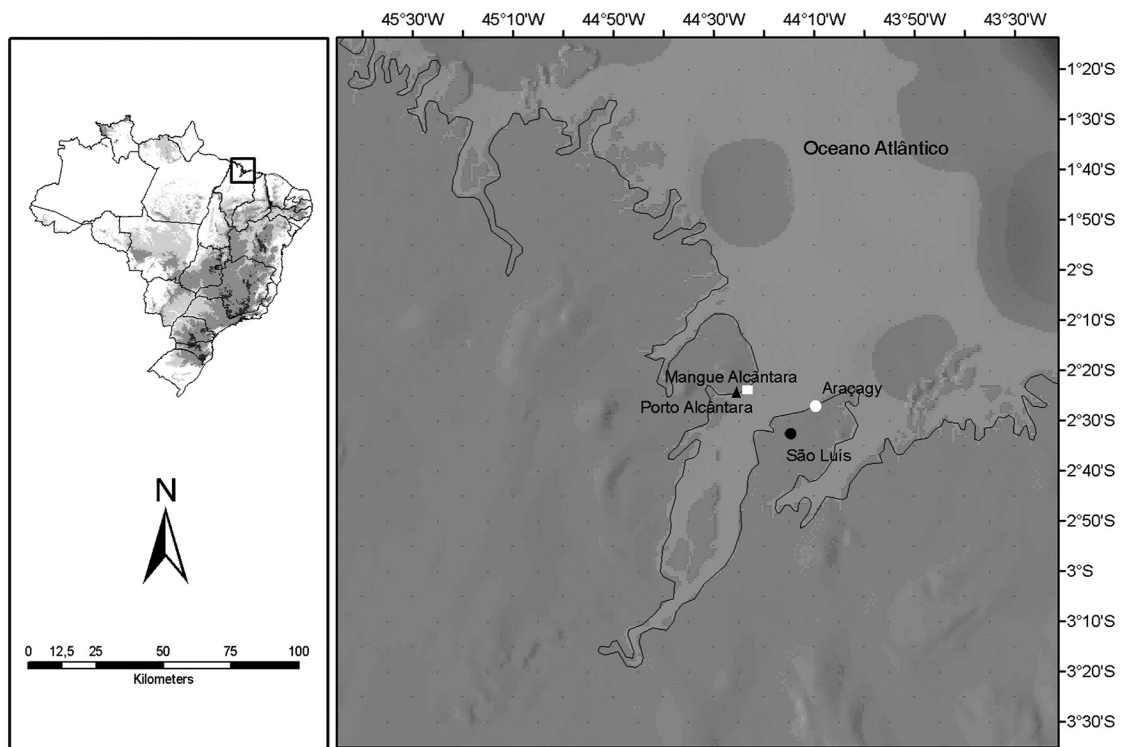 45°30'W 45°10'W 44°50'W 44°30'W 44°10'W 43°50'W 43°30'W
1°20'S
1°30'S
Oceano Atlântico
1°40'S
1°50'S
2°S
2°10'S
2°20'S
Mangue Alcântara
Araçagy
Porto Alcântara
2°30'S
São Luís
2°40'S
2°50'S
3°S
3°10'S
3°20'S
3°30'S
N
0 12,5 25 50 75 100
Kilometers